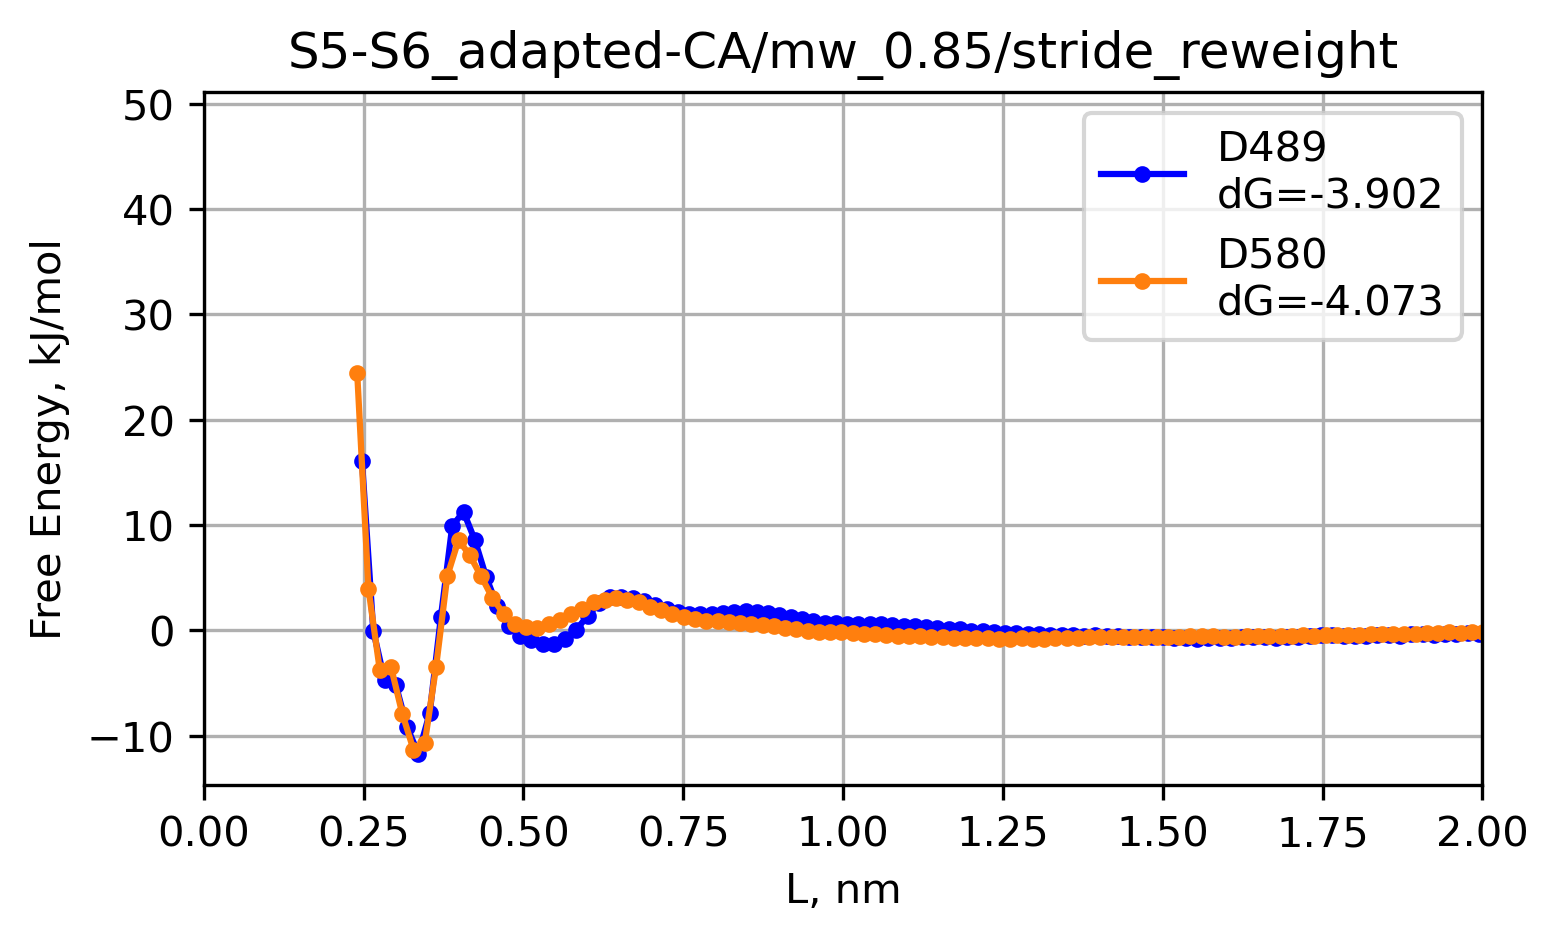 S5-S6_adapted-CA/mw_0.85/stride_reweight
50
40
30
20
10
0
−10
Free Energy, kJ/mol
D489
dG=-3.902
D580
dG=-4.073
0.00 0.25 0.50 0.75 1.00 1.25 1.50 1.75 2.00
L, nm